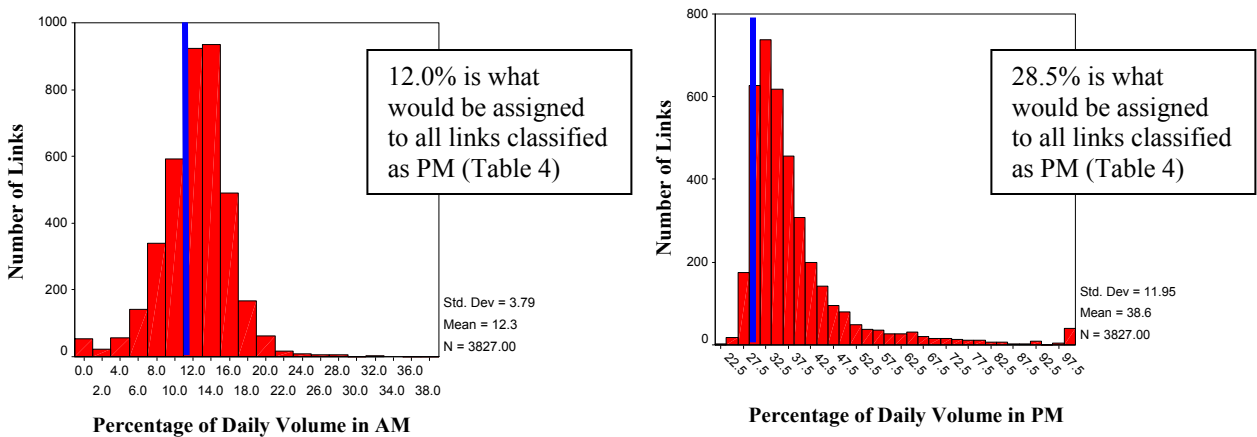 1000
800
600
400
200
0
Number of Links
12.0% is what
would be assigned
to all links classified
as PM (Table 4)
Std. Dev = 3.79
Mean = 12.3
N = 3827.00
0.0 4.0 8.0 12.0 16.0 20.0 24.0 28.0 32.0 36.0
2.0 6.0 10.0 14.0 18.0 22.0 26.0 30.0 34.0 38.0
Percentage of Daily Volume in AM
800
600
400
200
0
Number of Links
28.5% is what
would be assigned
to all links classified
as PM (Table 4)
Std. Dev = 11.95
Mean = 38.6
N = 3827.00
22.5 27.5 32.5 37.5 42.5 47.5 52.5 57.5 62.5 67.5 72.5 77.5 82.5 87.5 92.5 97.5
Percentage of Daily Volume in PM